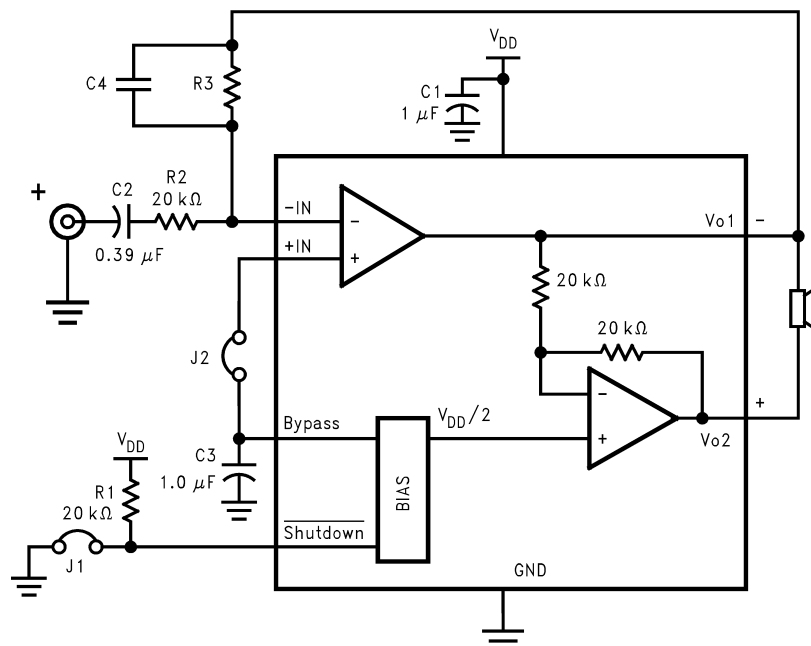 V_DD
C4
R3
C1
1 μF
+
C2
R2
20 kΩ
0.39 μF
-IN
+IN
-
+
Vo1
-
20 kΩ
20 kΩ
J2
Bypass
V_DD/2
-
+
+
Vo2
C3
1.0 μF
V_DD
R1
20 kΩ
BIAS
Shutdown
J1
GND